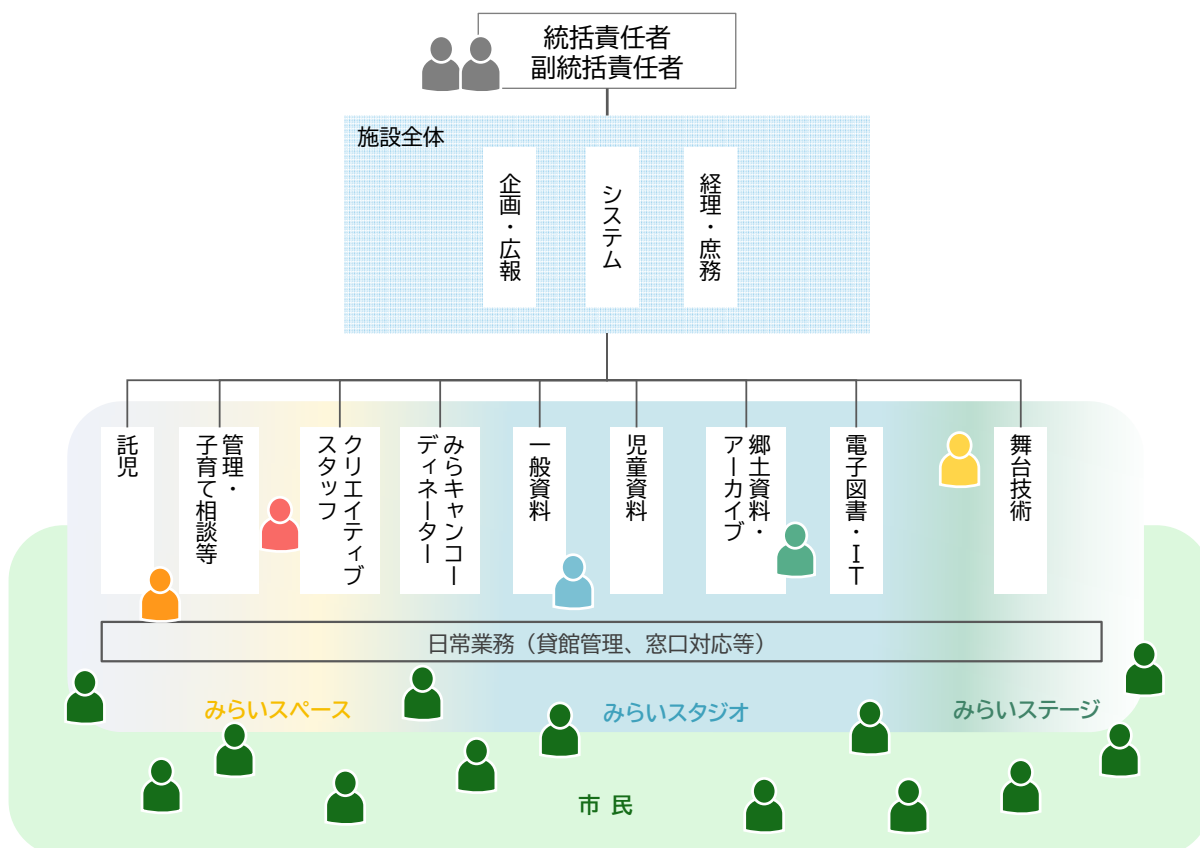 統括責任者
副統括責任者
施設全体
企画・広報
システム
経理・庶務
託児
管理・
子育て相談等
クリエイティブ
スタッフ
みらキャンコー
ディネーター
一般資料
児童資料
郷土資料・
アーカイブ
電子図書・IT
舞台技術
日常業務（貸館管理、窓口対応等）
みらいスペース
みらいスタジオ
みらいステージ
市民